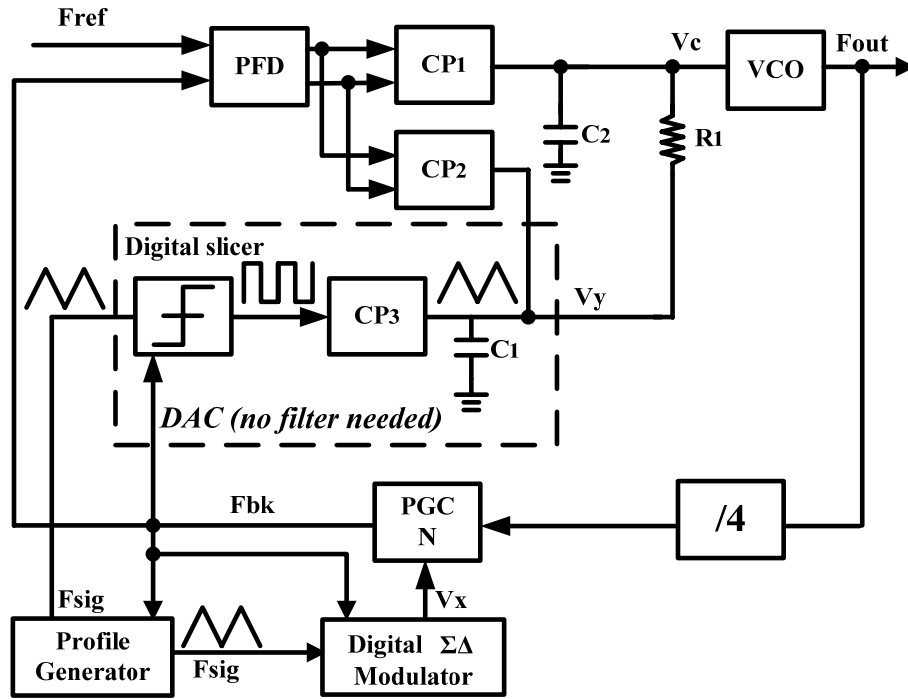 Fref
PFD
CP1
Vc
VCO
Fout
C2
R1
CP2
Digital slicer
CP3
Vy
C1
DAC (no filter needed)
Fbk
PGC
N
/4
Fsig
Vx
Profile
Generator
Fsig
Digital ΣΔ
Modulator